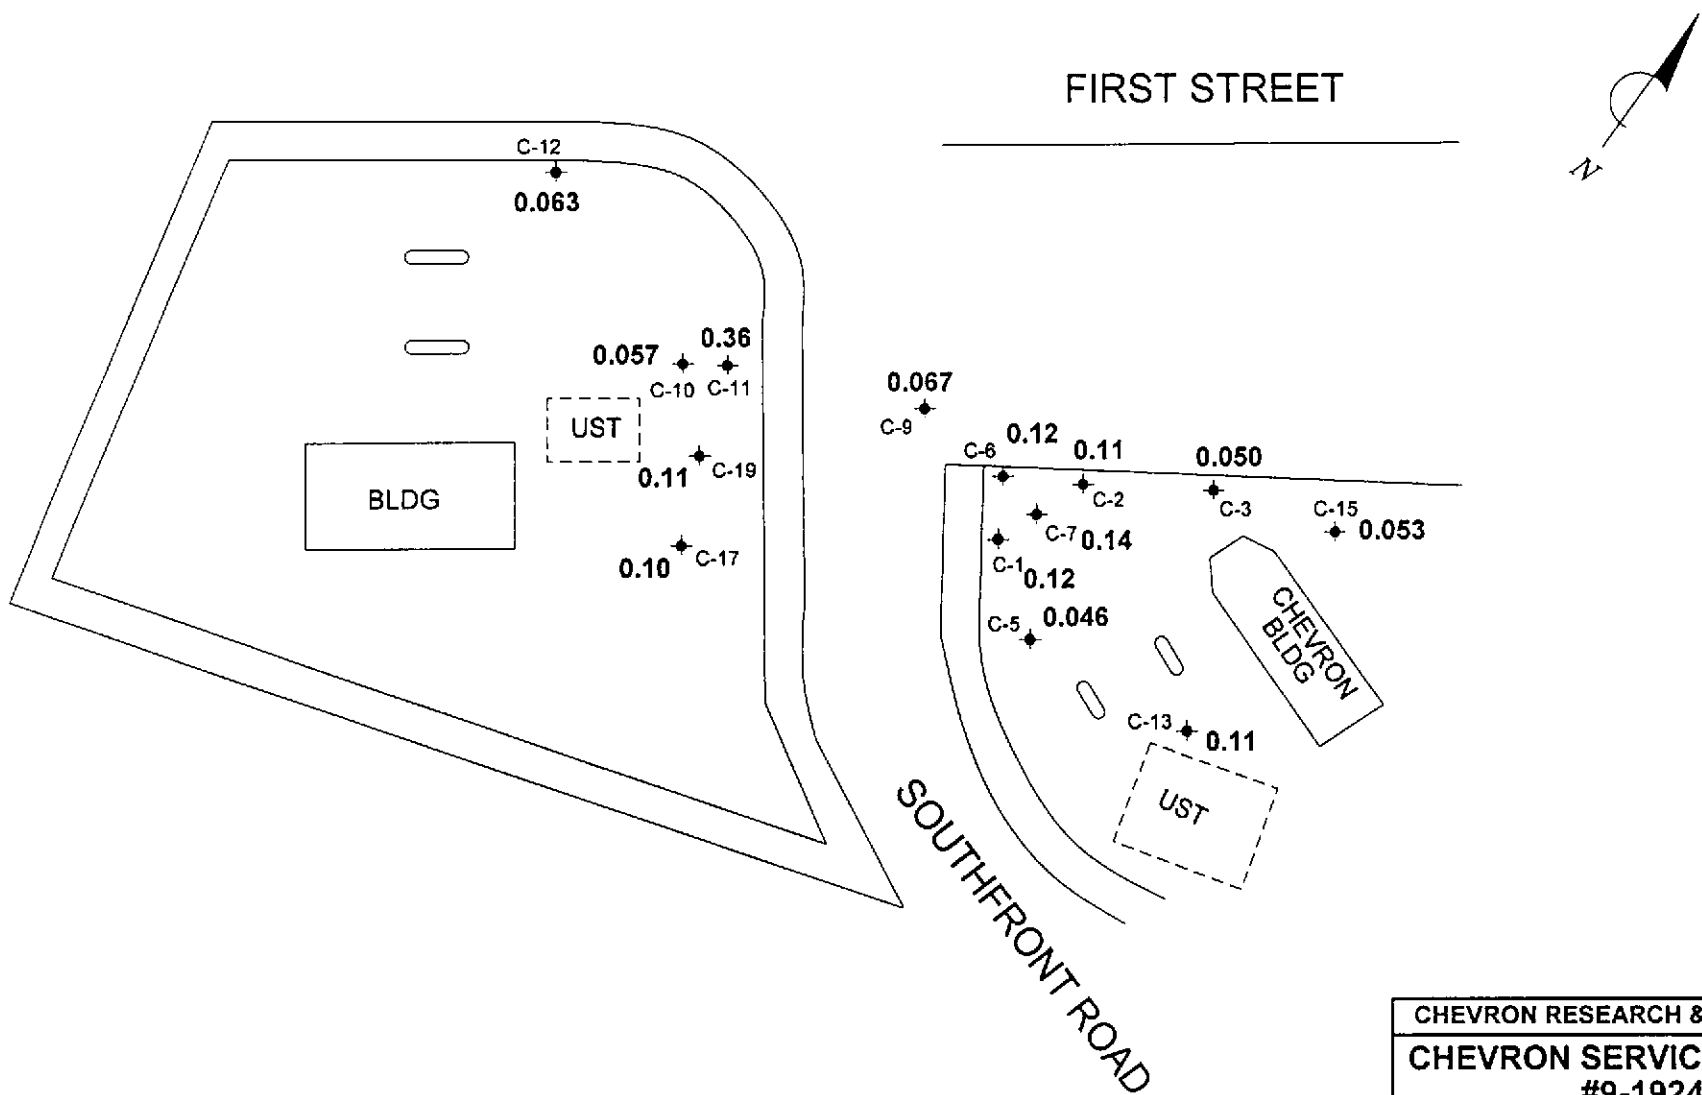 FIRST STREET
N
C-12
0.063
0.057
0.36
C-10
C-11
UST
0.11
C-19
BLDG
0.10
C-17
0.067
C-9
C-6
0.12
0.11
C-2
0.050
C-3
C-15
0.053
C-7
0.14
C-1
0.12
C-5
0.046
CHEVRON
BLDG
C-13
0.11
UST
SOUTHFRONT ROAD
CHEVRON RESEARCH &
CHEVRON SERVIC
#9-1924